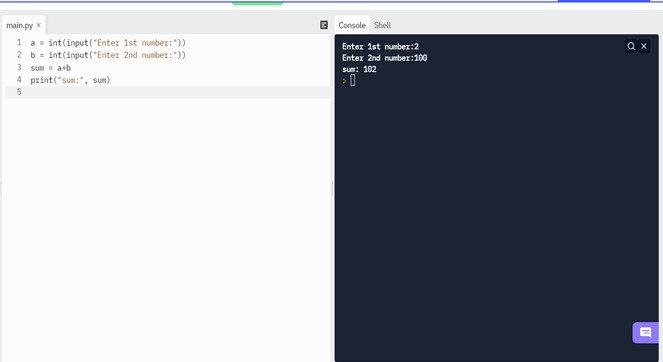 main.py ×
Console
Shell
1 a = int(input("Enter 1st number:"))
2 b = int(input("Enter 2nd number:"))
3 sum = a+b
4 print("sum:", sum)
5
Enter 1st number:2
Enter 2nd number:100
sum: 102
>